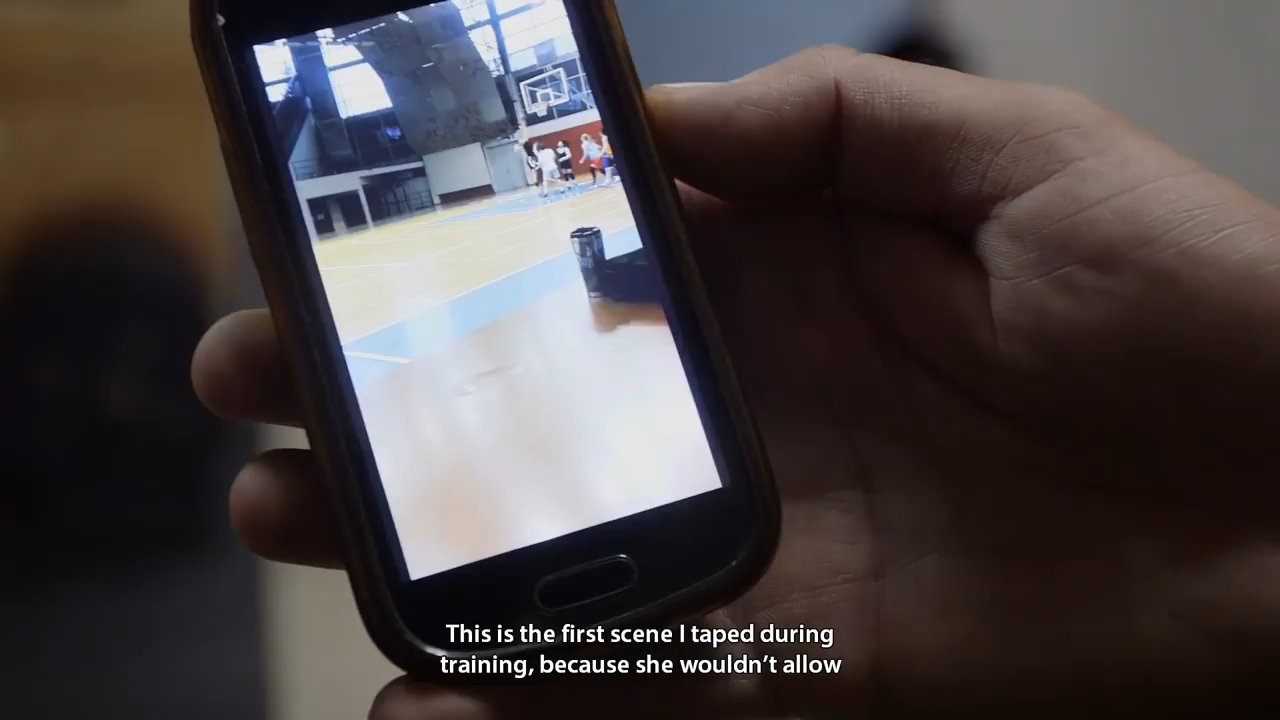 This is the first scene I taped during
training, because she wouldn't allow